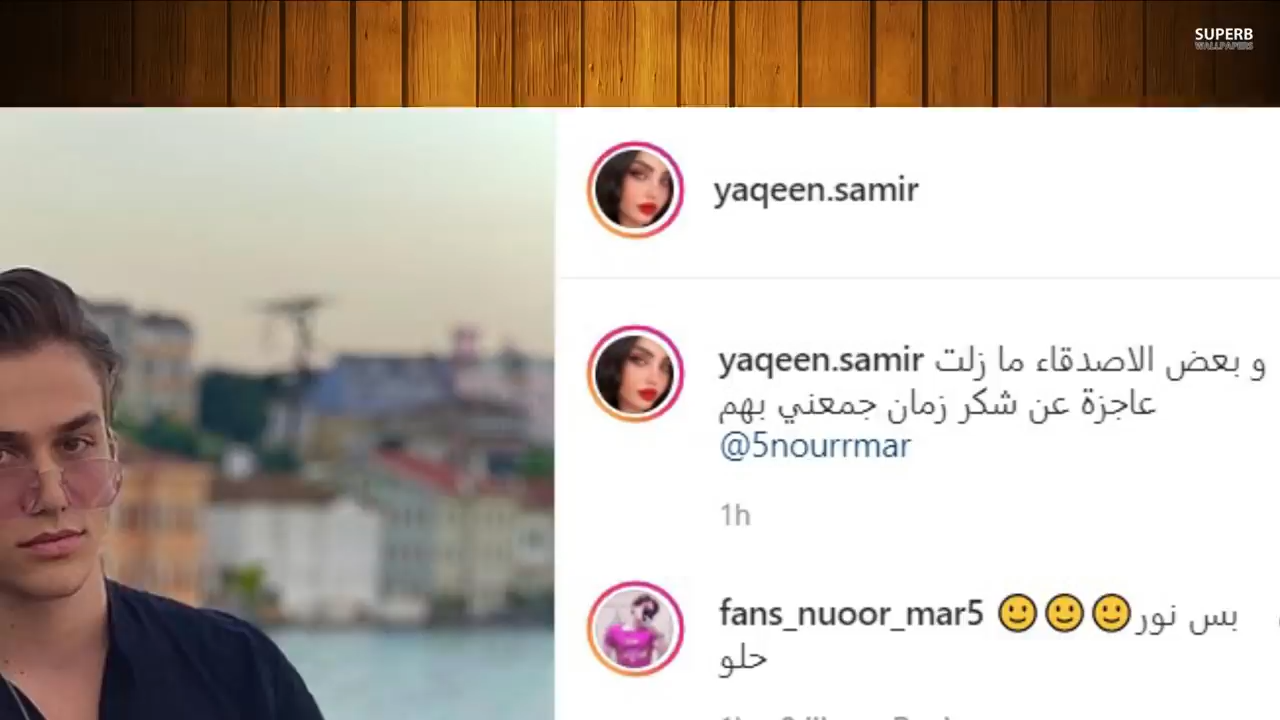 SUPERB
WALLPAPERS
yaqeen.samir
yaqeen.samir و بعض الاصدقاء ما زلت
عاجزة عن شكر زمان جمعني بهم
@5nourrmar
1h
fans_nuoor_mar5 🙂🙂🙂بس نور
حلو